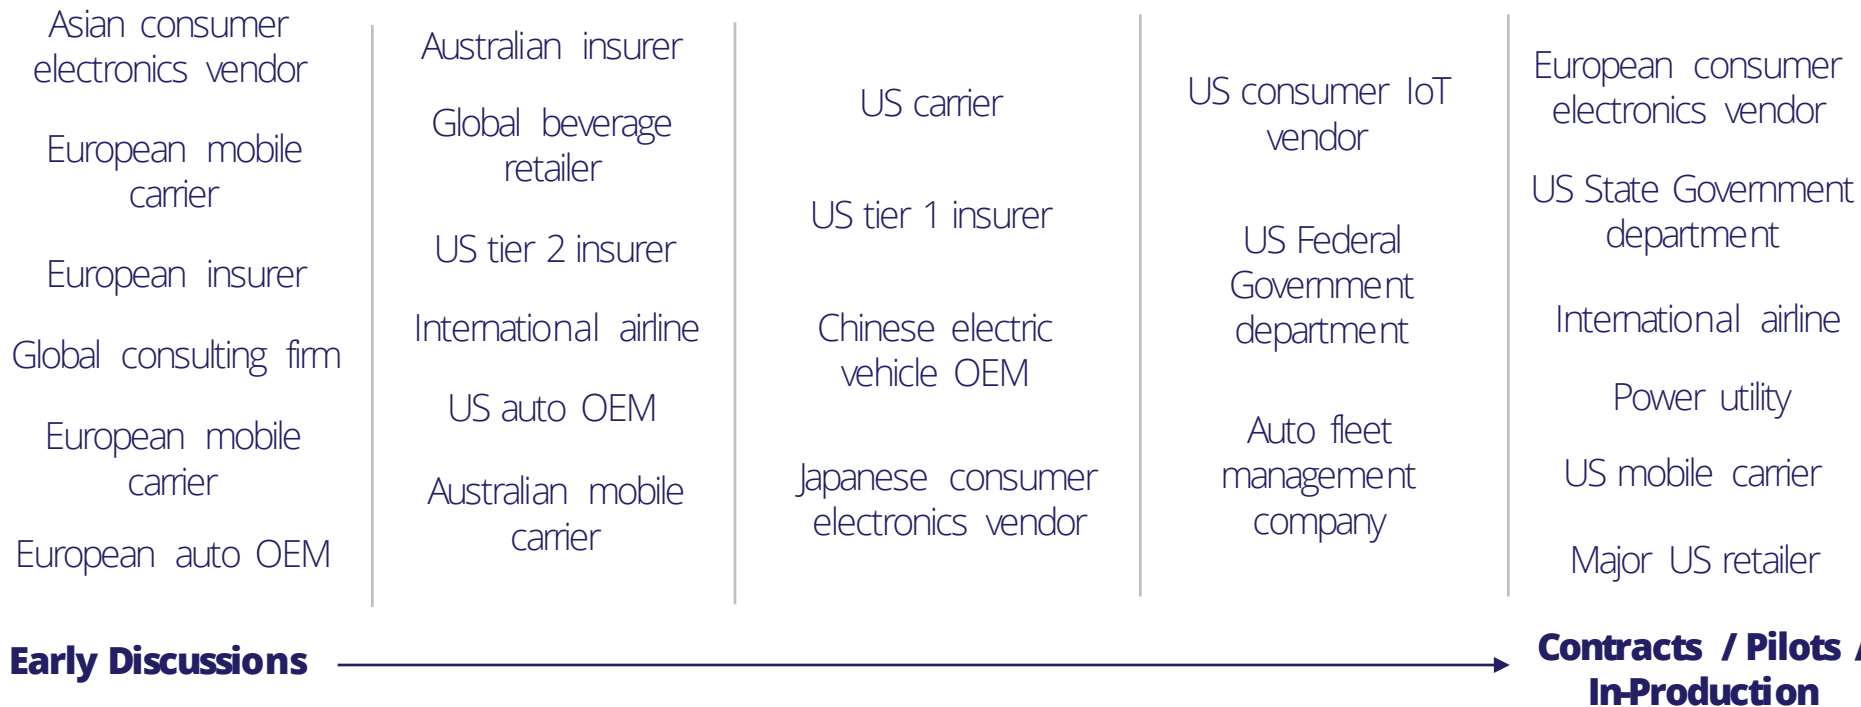 Asian consumer
electronics vendor
European mobile
carrier
European insurer
Global consulting firm
European mobile
carrier
European auto OEM
Australian insurer
Global beverage
retailer
US tier 2 insurer
International airline
US auto OEM
Australian mobile
carrier
US carrier
US tier 1 insurer
Chinese electric
vehicle OEM
Japanese consumer
electronics vendor
US consumer IoT
vendor
US Federal
Government
department
Auto fleet
management
company
European consumer
electronics vendor
US State Government
department
International airline
Power utility
US mobile carrier
Major US retailer
Early Discussions
Contracts / Pilots /
In-Production